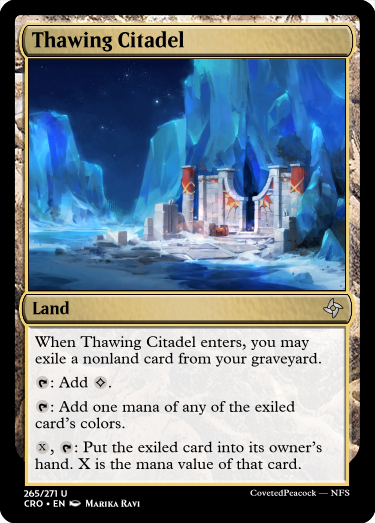 Thawing Citadel
Land
When Thawing Citadel enters, you may
exile a nonland card from your graveyard.
: Add .
: Add one mana of any of the exiled
card's colors.
X, : Put the exiled card into its owner's
hand. X is the mana value of that card.
265/271 U
CRO • EN Marika Ravi
CovetedPeacock — NFS